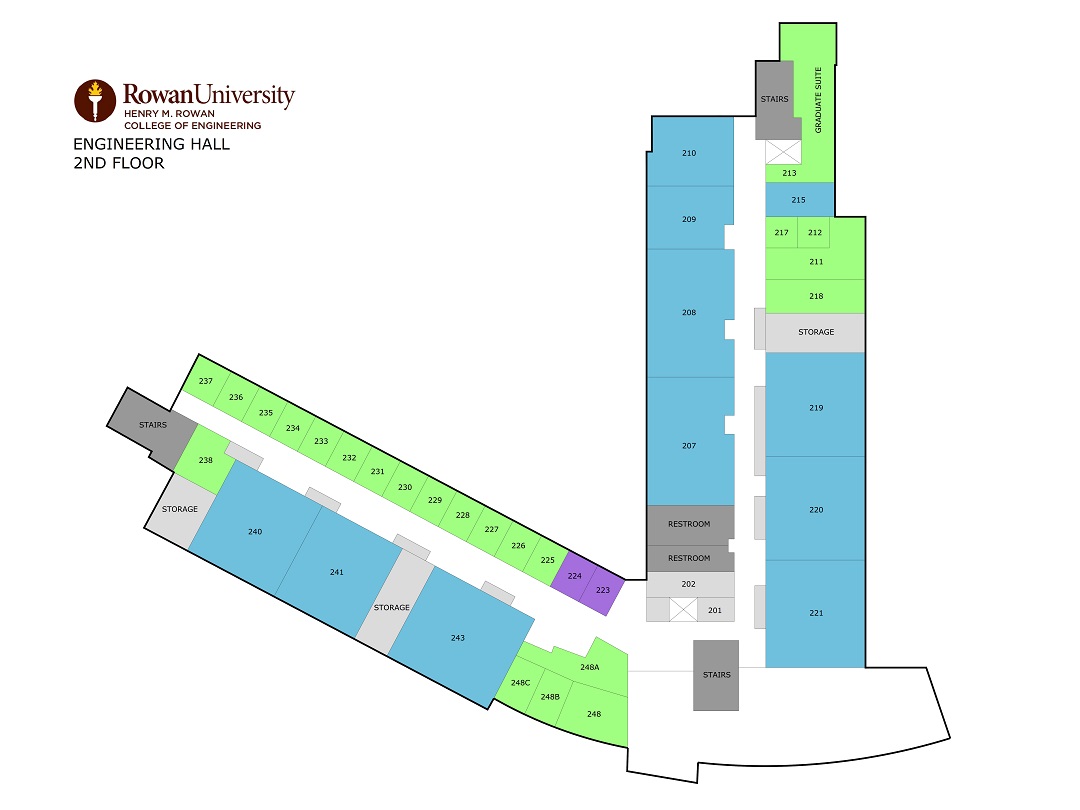 Rowan University
HENRY M. ROWAN
COLLEGE OF ENGINEERING
ENGINEERING HALL
2ND FLOOR
GRADUATE SUITE
STAIRS
210
213
215
209
217
212
211
218
208
STORAGE
219
207
220
RESTROOM
RESTROOM
202
201
221
STAIRS
237
236
235
234
233
232
231
230
229
228
227
226
225
224
223
STAIRS
238
STORAGE
240
241
STORAGE
243
248A
248C
248B
248